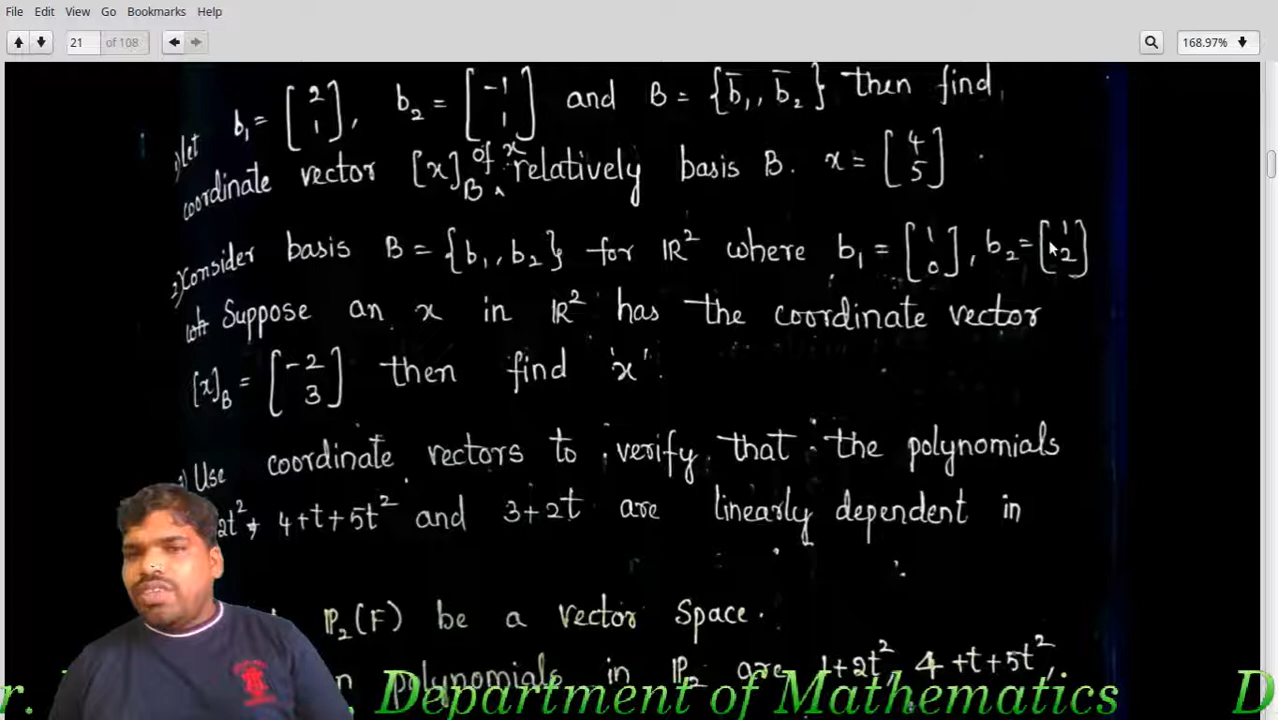 File Edit View Go Bookmarks Help
21 of 108 168.97%
1) Let b₁ = [2 1], b₂ = [-1 1] and B = {b̄₁, b̄₂} then find
coordinate vector [x]_B of x relatively basis B. x = [4 5]
2) Consider basis B = {b₁, b₂} for ℝ² where b₁ = [1 0], b₂ = [1 2]
Suppose an x in ℝ² has the coordinate vector
[x]_B = [-2 3] then find 'x'.
Use coordinate vectors to verify that the polynomials
2t², 4+t+5t² and 3+2t are linearly dependent in
ℙ₂(F) be a vector space.
polynomials in ℙ₂ are 1+2t², 4+t+5t²,
r. , Department of Mathematics D